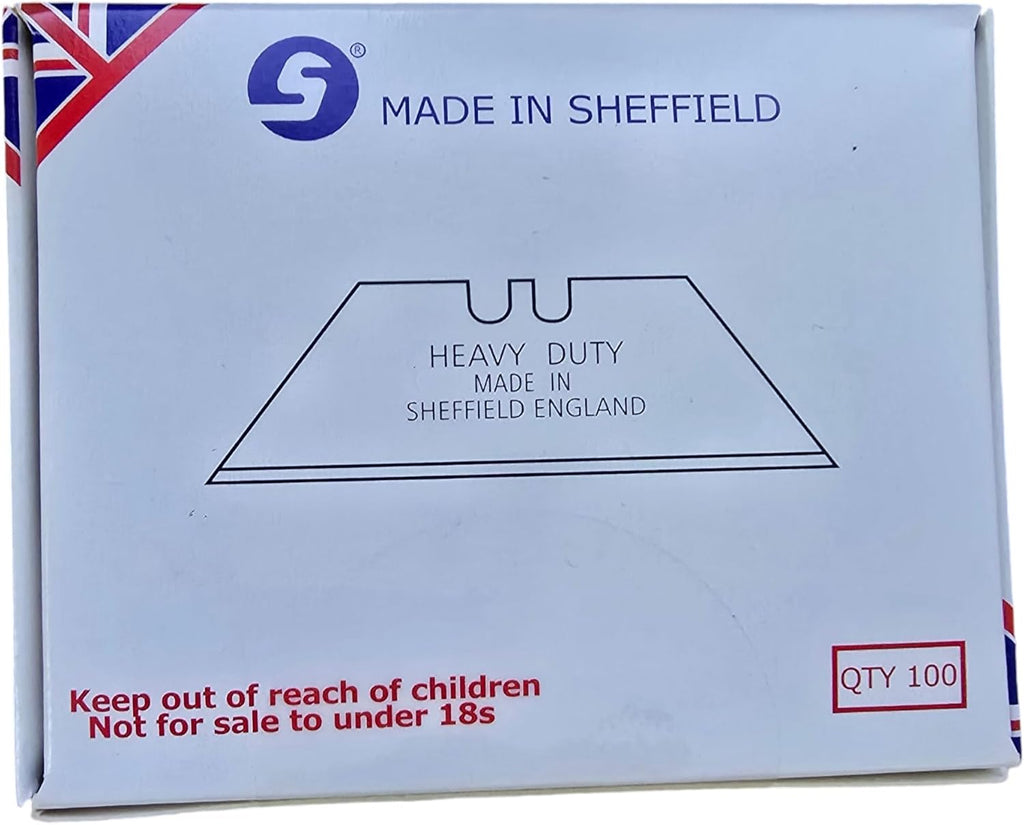 S®
MADE IN SHEFFIELD
HEAVY DUTY
MADE IN
SHEFFIELD ENGLAND
Keep out of reach of children
Not for sale to under 18s
QTY 100